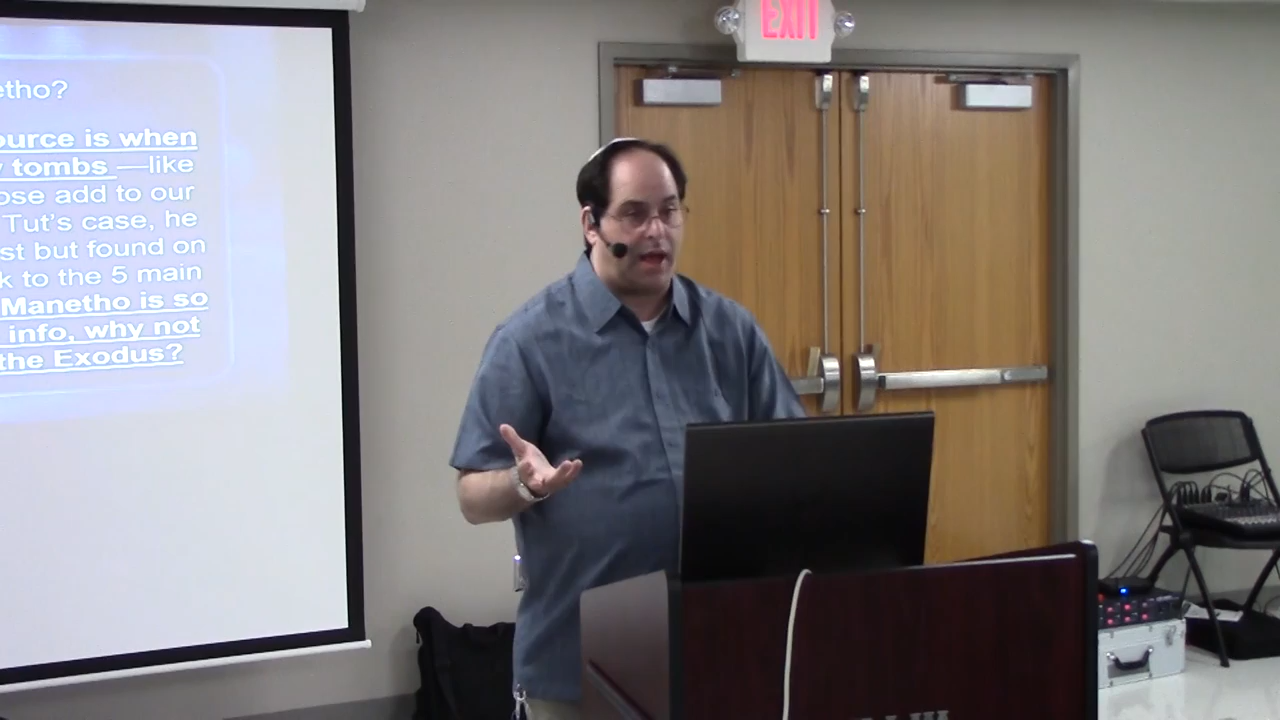 etho?
ource is when
tombs —like
ose add to our
Tut's case, he
st but found on
k to the 5 main
Manetho is so
info, why not
the Exodus?
EXIT